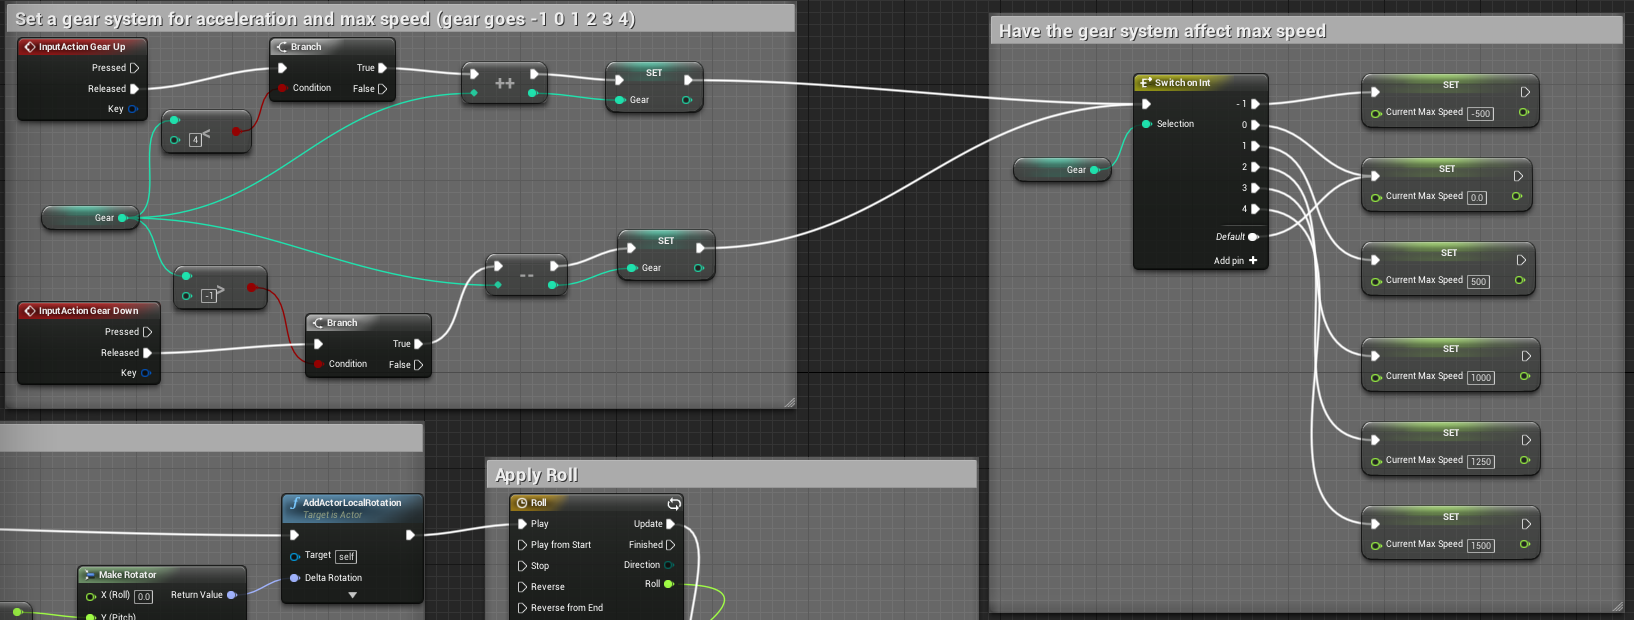 Set a gear system for acceleration and max speed (gear goes -1 0 1 2 3 4)
InputAction Gear Up
Pressed
Released
Key
Branch
True
Condition
False
++
SET
Gear
<
4
Gear
>
-1
--
SET
Gear
InputAction Gear Down
Pressed
Released
Key
Branch
True
Condition
False
Have the gear system affect max speed
Switch on Int
Selection
- 1
0
1
2
3
4
Default
Add pin +
Gear
SET
Current Max Speed -500
SET
Current Max Speed 0.0
SET
Current Max Speed 500
SET
Current Max Speed 1000
SET
Current Max Speed 1250
SET
Current Max Speed 1500
f AddActorLocalRotation
Target is Actor
Target self
Delta Rotation
Make Rotator
X (Roll) 0.0
Return Value
Y (Pitch)
Apply Roll
Roll
Play
Update
Play from Start
Finished
Stop
Direction
Reverse
Roll
Reverse from End